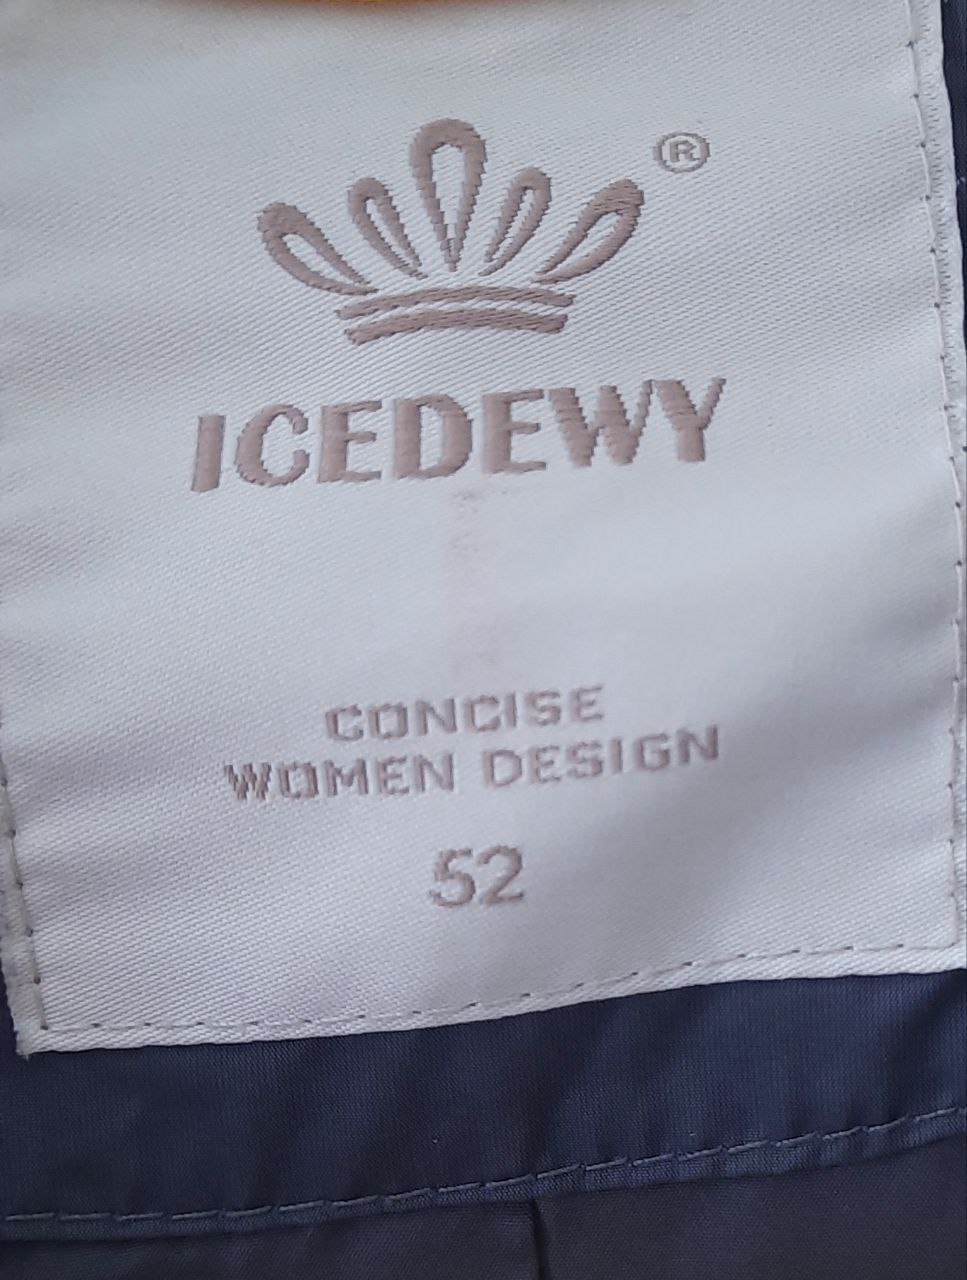 ®
ICEDEWY
CONCISE
WOMEN DESIGN
52